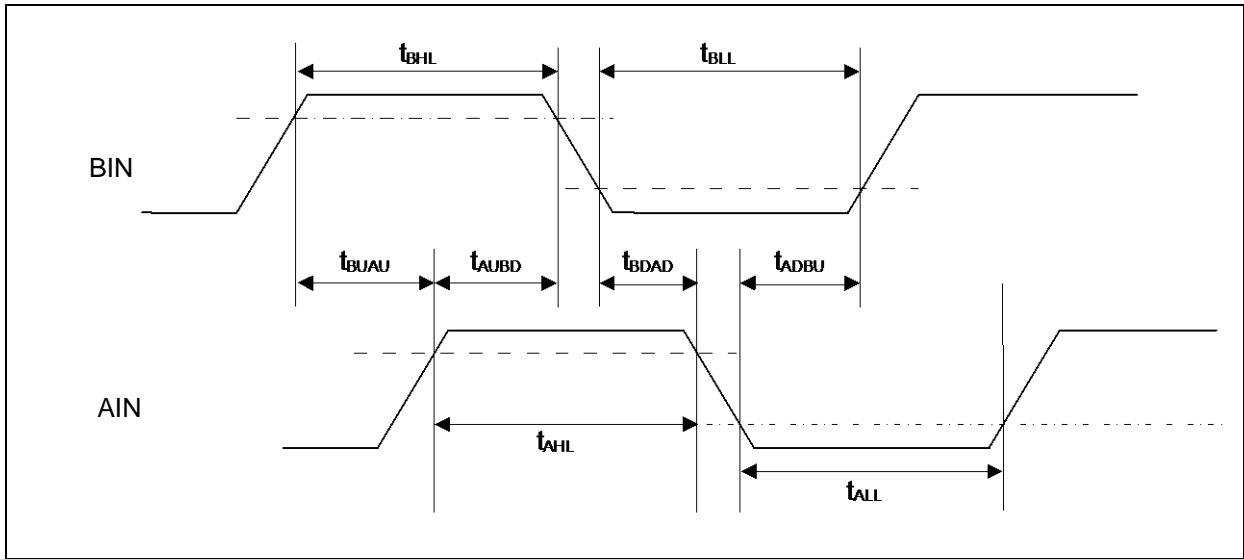 tBHL tBLL
BIN
tBUAU tAUBD tBDAD tADBU
AIN
tAHL
tALL